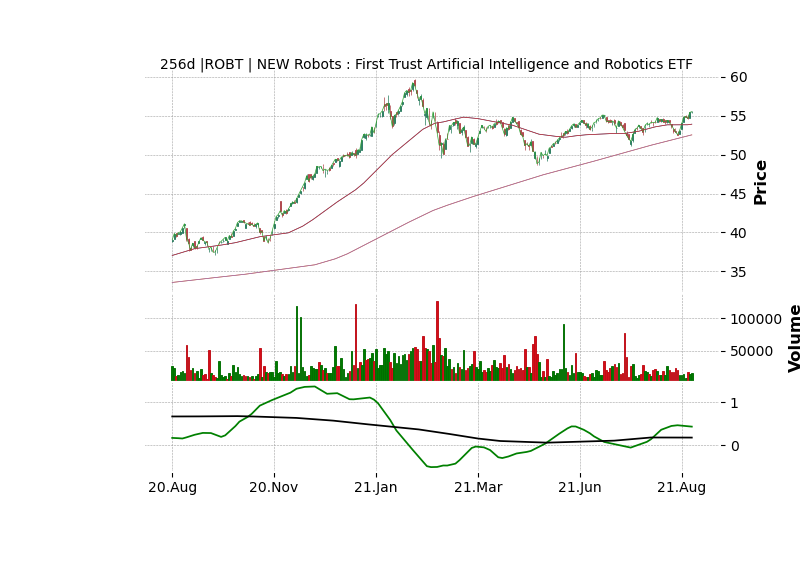 256d |ROBT | NEW Robots : First Trust Artificial Intelligence and Robotics ETF
60
55
50
45
40
35
Price
100000
50000
Volume
1
0
20.Aug 20.Nov 21.Jan 21.Mar 21.Jun 21.Aug